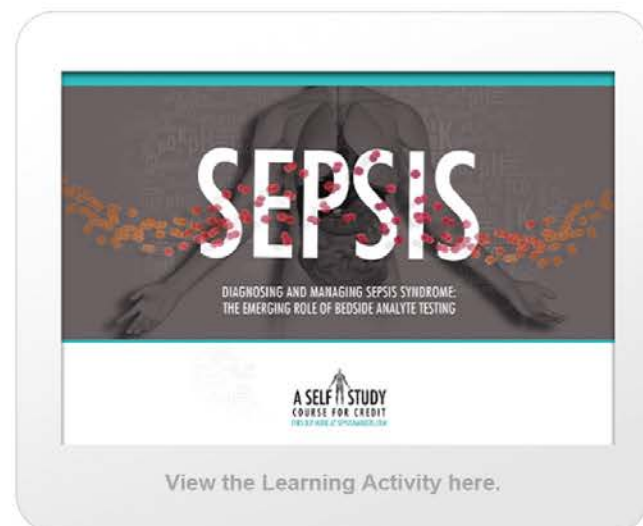 SEPSIS
DIAGNOSING AND MANAGING SEPSIS SYNDROME:
THE EMERGING ROLE OF BEDSIDE ANALYTE TESTING
A SELF STUDY
COURSE FOR CREDIT
View the Learning Activity here.